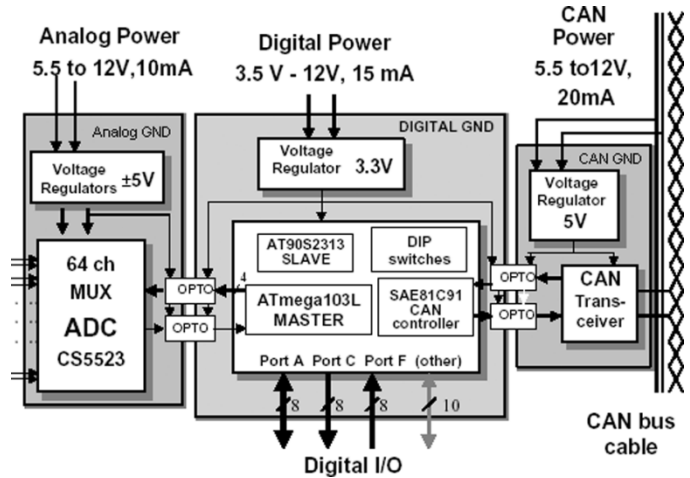 Analog Power
5.5 to 12V,10mA
Digital Power
3.5 V - 12V, 15 mA
CAN
Power
5.5 to12V,
20mA
Analog GND
DIGITAL GND
CAN GND
Voltage
Regulators ±5V
Voltage
Regulator 3.3V
Voltage
Regulator
5V
64 ch
MUX
ADC
CS5523
OPTO
OPTO
4
AT90S2313
SLAVE
DIP
switches
ATmega103L
MASTER
SAE81C91
CAN
controller
Port A Port C Port F (other)
OPTO
OPTO
CAN
Trans-
ceiver
8 8 8 10
Digital I/O
CAN bus
cable